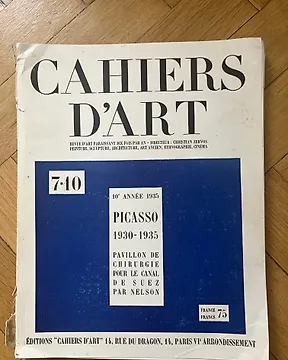 CAHIERS
D'ART
REVUE D'ART PARAISSANT DIX FOIS PAR AN - DIRECTEUR : CHRISTIAN ZERVOS
PEINTURE, SCULPTURE, ARCHITECTURE, ART ANCIEN, ETHNOGRAPHIE, CINÉMA
7-10
10e ANNÉE 1935
PICASSO
1930-1935
PAVILLON DE
CHIRURGIE
POUR LE CANAL
DE SUEZ
PAR NELSON
FRANCE 75
FRANCS
ÉDITIONS "CAHIERS D'ART" 14, RUE DU DRAGON, 14, PARIS VIe ARRONDISSEMENT